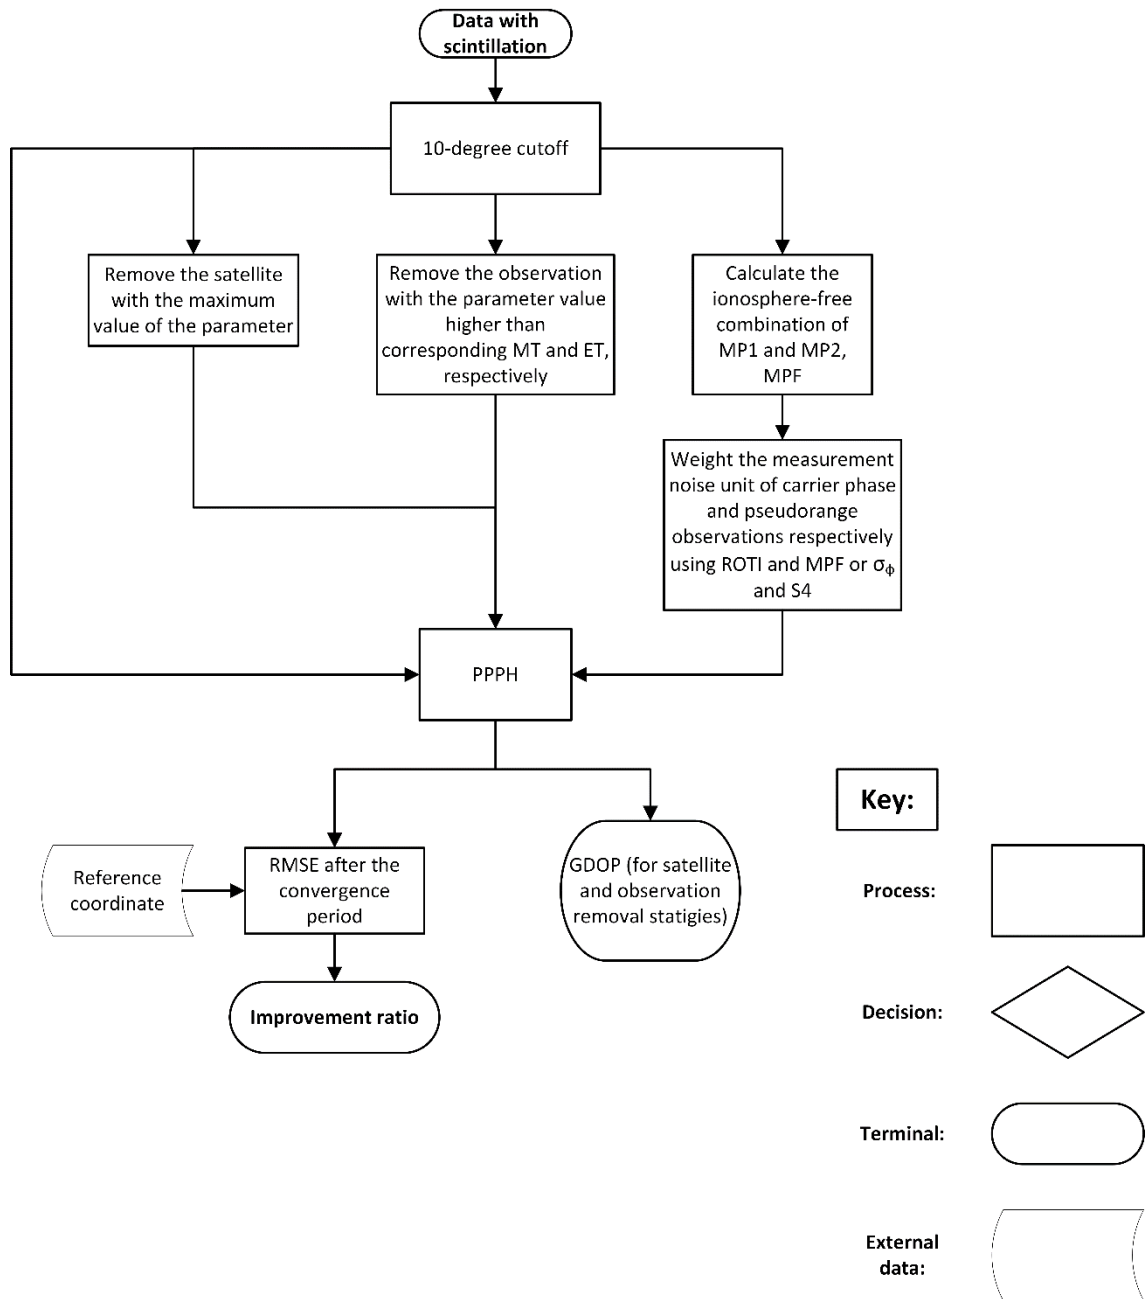 Data with
scintillation
10-degree cutoff
Remove the satellite
with the maximum
value of the parameter
Remove the observation
with the parameter value
higher than
corresponding MT and ET,
respectively
Calculate the
ionosphere-free
combination of
MP1 and MP2,
MPF
Weight the measurement
noise unit of carrier phase
and pseudorange
observations respectively
using ROTI and MPF or σϕ
and S4
PPPH
Reference
coordinate
RMSE after the
convergence
period
GDOP (for satellite
and observation
removal statigies)
Improvement ratio
Key:
Process:
Decision:
Terminal:
External
data: